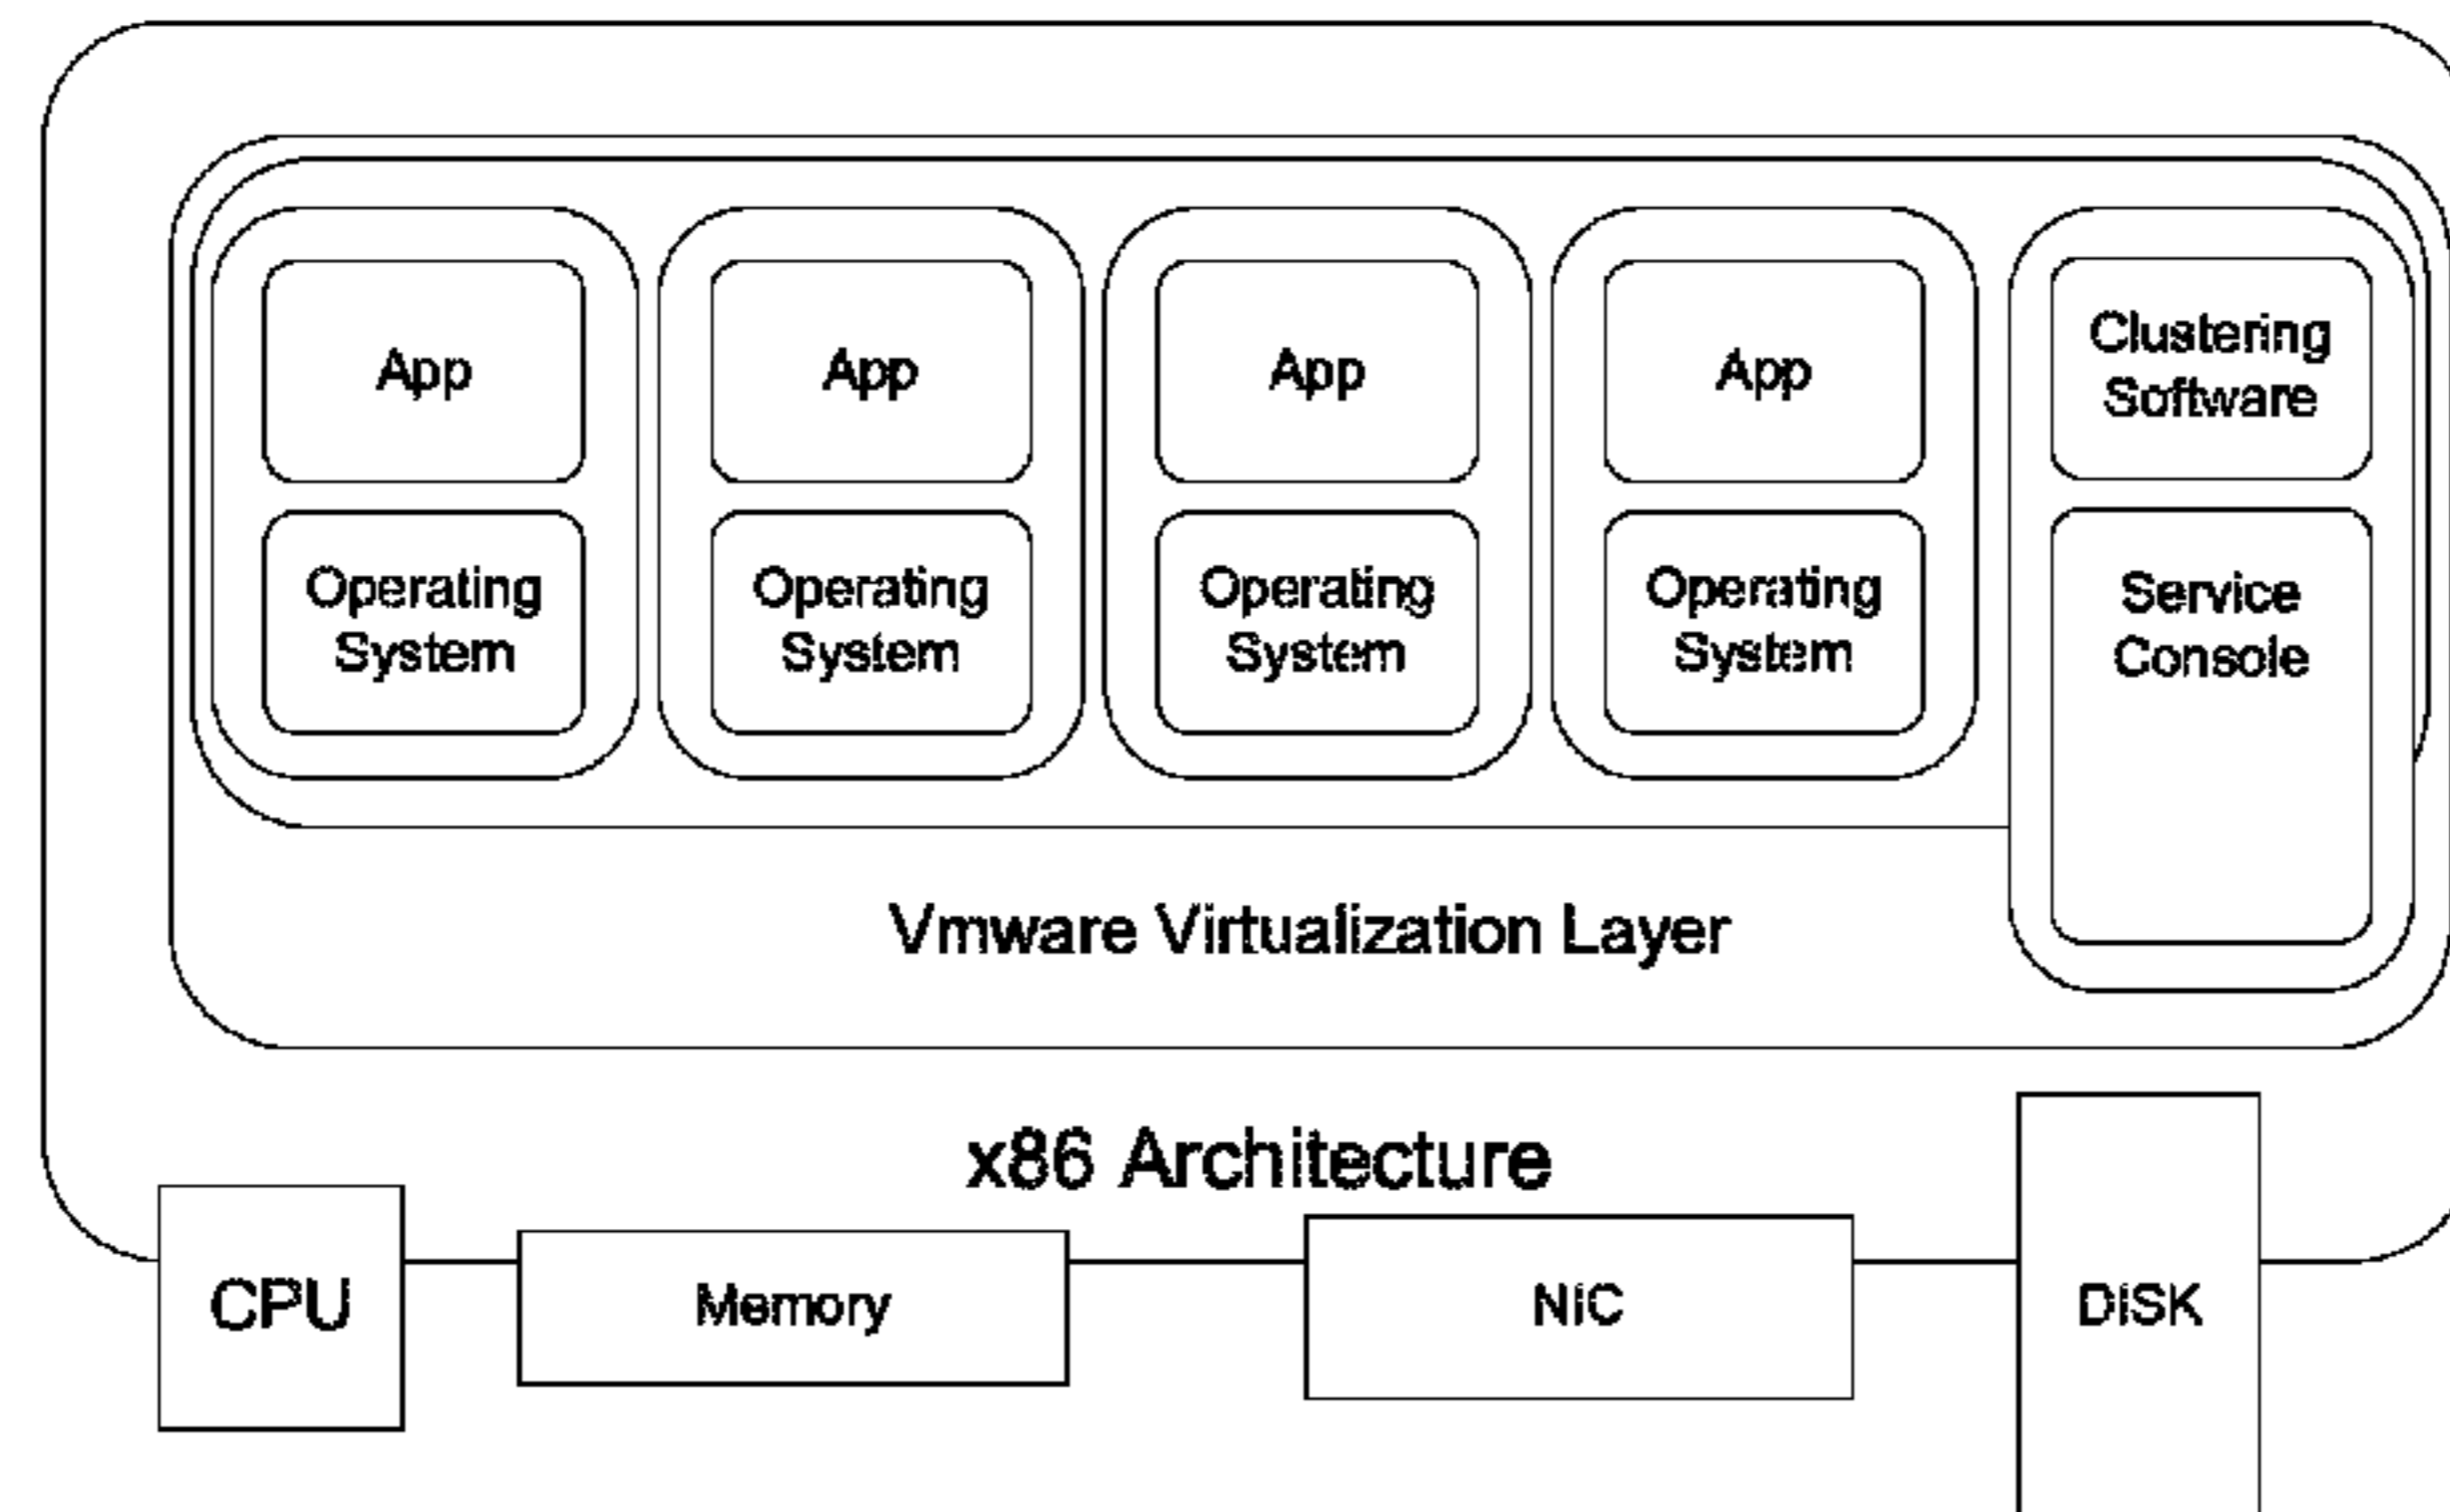 App
App
App
App
Clustering
Software
Operating
System
Operating
System
Operating
System
Operating
System
Service
Console
Vmware Virtualization Layer
x86 Architecture
CPU
Memory
NiC
DiSK